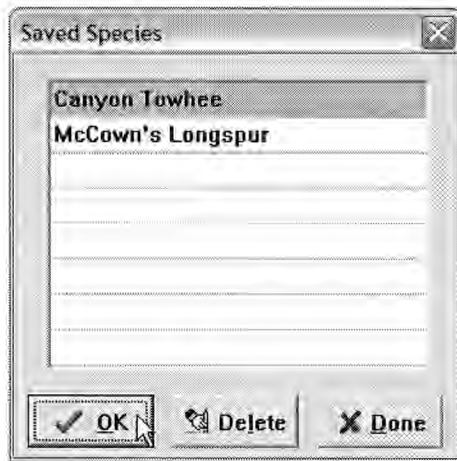 Saved Species
Canyon Towhee
McCown's Longspur
OK Delete Done